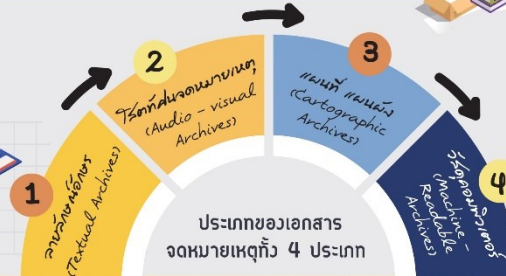 1
ลายลักษณ์อักษร
(Textual Archives)
2
โสตทัศนจดหมายเหตุ
(Audio - visual
Archives)
3
แผนที่ แผนผัง
(Cartographic
Archives)
4
วัสดุคอมพิวเตอร์
(Machine -
Readable
Archives)
ประเภทของเอกสาร
จดหมายเหตุทั้ง 4 ประเภท